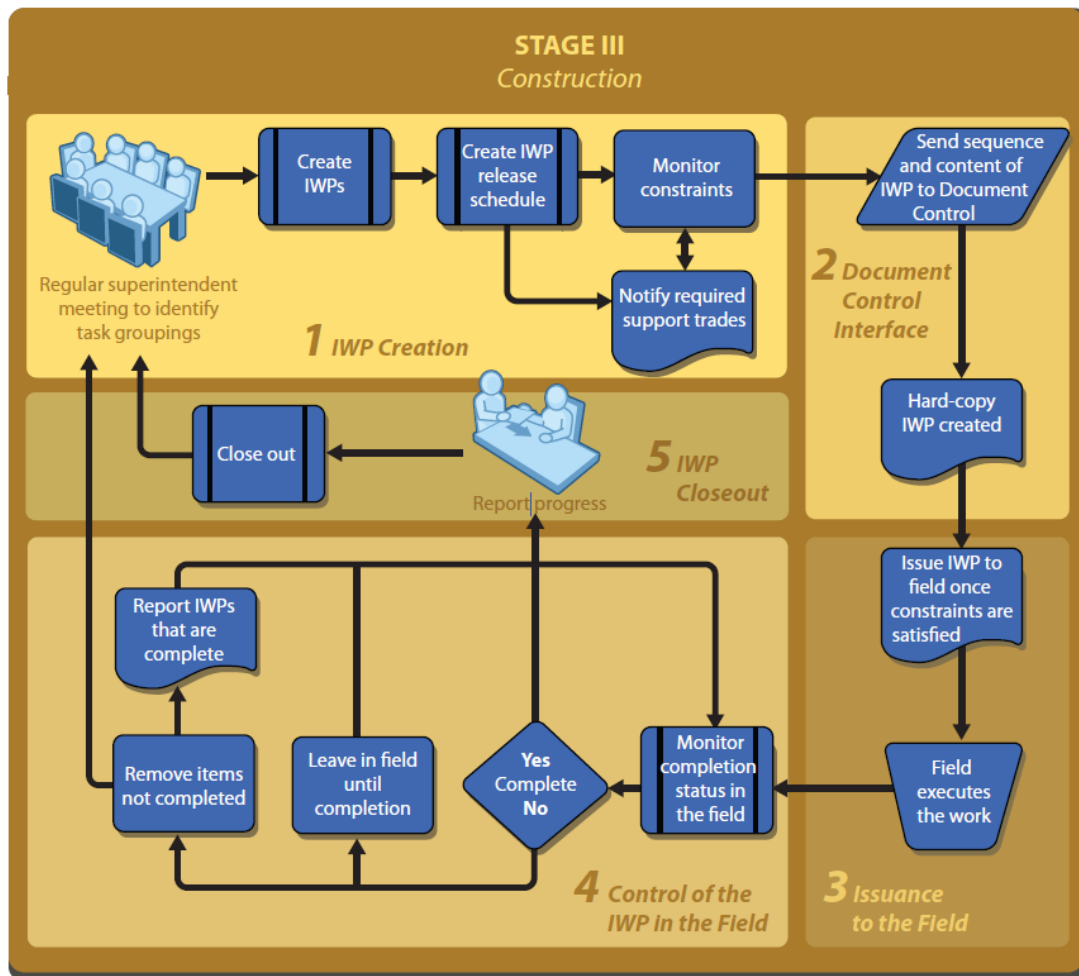 STAGE III
Construction
Create
IWPs
Create IWP
release
schedule
Monitor
constraints
Send sequence
and content of
IWP to Document
Control
Regular superintendent
meeting to identify
task groupings
Notify required
support trades
1 IWP Creation
2 Document
Control
Interface
Hard-copy
IWP created
Close out
Report progress
5 IWP
Closeout
Issue IWP to
field once
constraints are
satisfied
Report IWPs
that are
complete
Remove items
not completed
Leave in field
until
completion
Yes
Complete
No
Monitor
completion
status in
the field
Field
executes
the work
4 Control of the
IWP in the Field
3 Issuance
to the Field